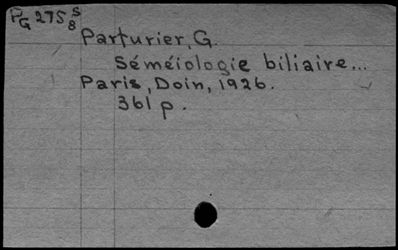 PG 275 S
8
Parturier, G.
Séméiologie biliaire...
Paris, Doin, 1926.
361 p.